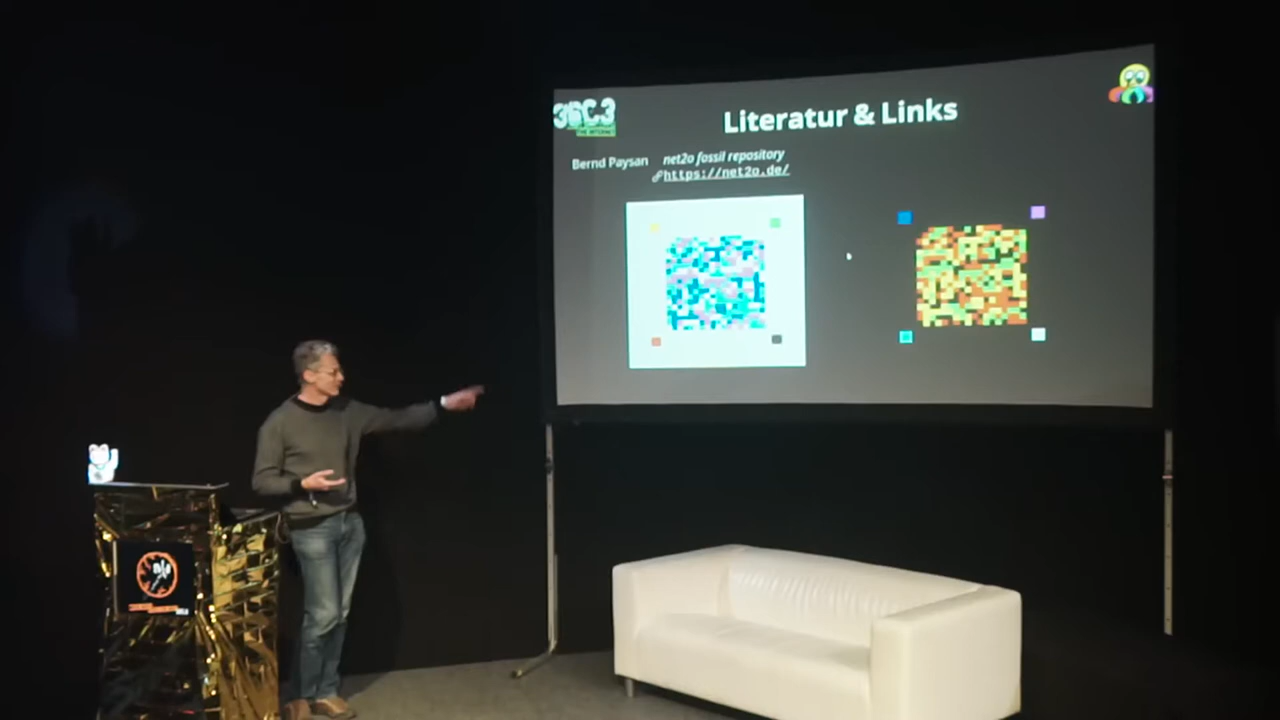 36C3
Literatur & Links
Bernd Paysan net2o fossil repository
https://net2o.de/